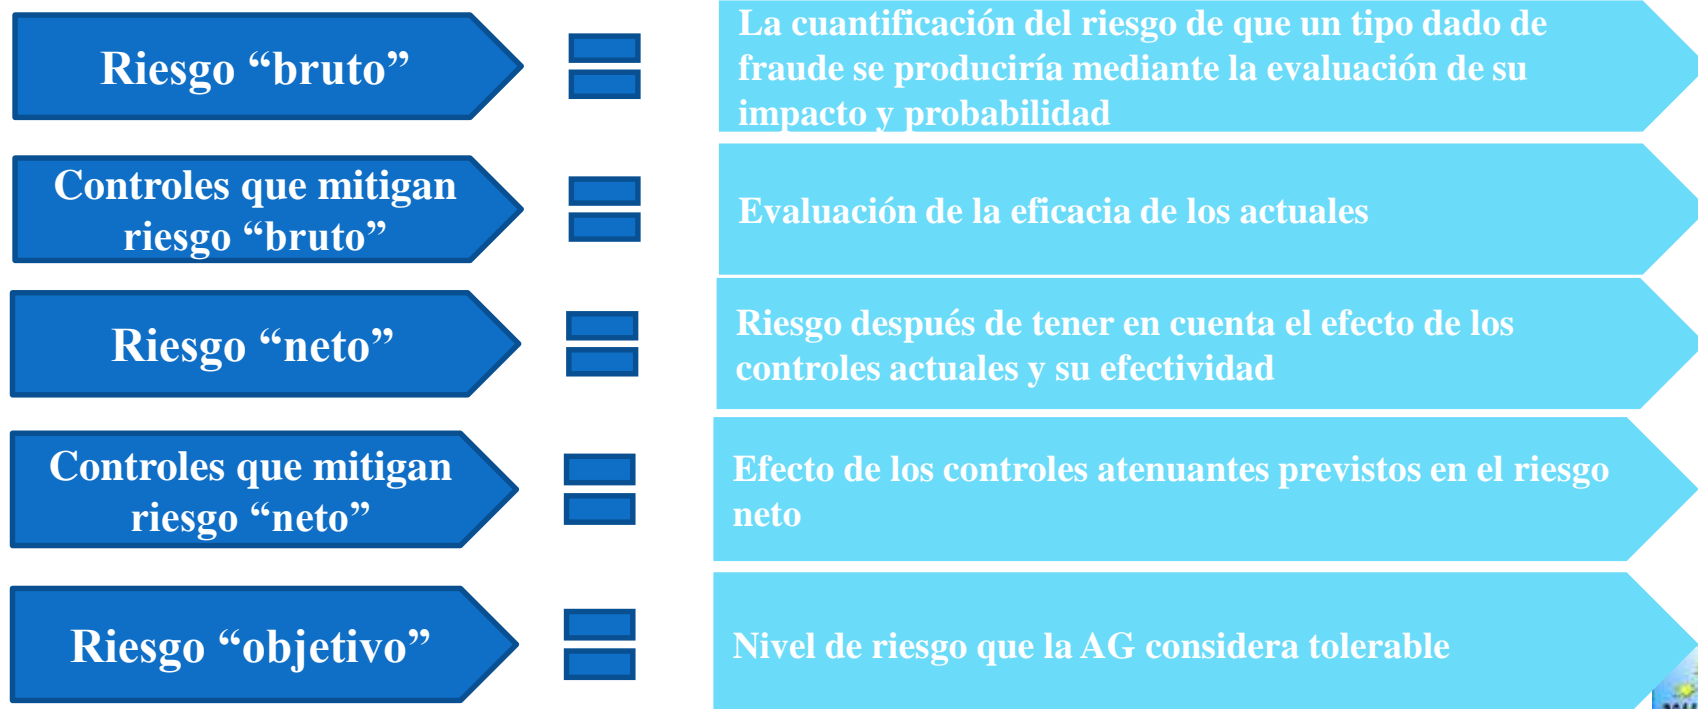 Riesgo “bruto”
La cuantificación del riesgo de que un tipo dado de
fraude se produciría mediante la evaluación de su
impacto y probabilidad
Controles que mitigan
riesgo “bruto”
Evaluación de la eficacia de los actuales
Riesgo “neto”
Riesgo después de tener en cuenta el efecto de los
controles actuales y su efectividad
Controles que mitigan
riesgo “neto”
Efecto de los controles atenuantes previstos en el riesgo
neto
Riesgo “objetivo”
Nivel de riesgo que la AG considera tolerable